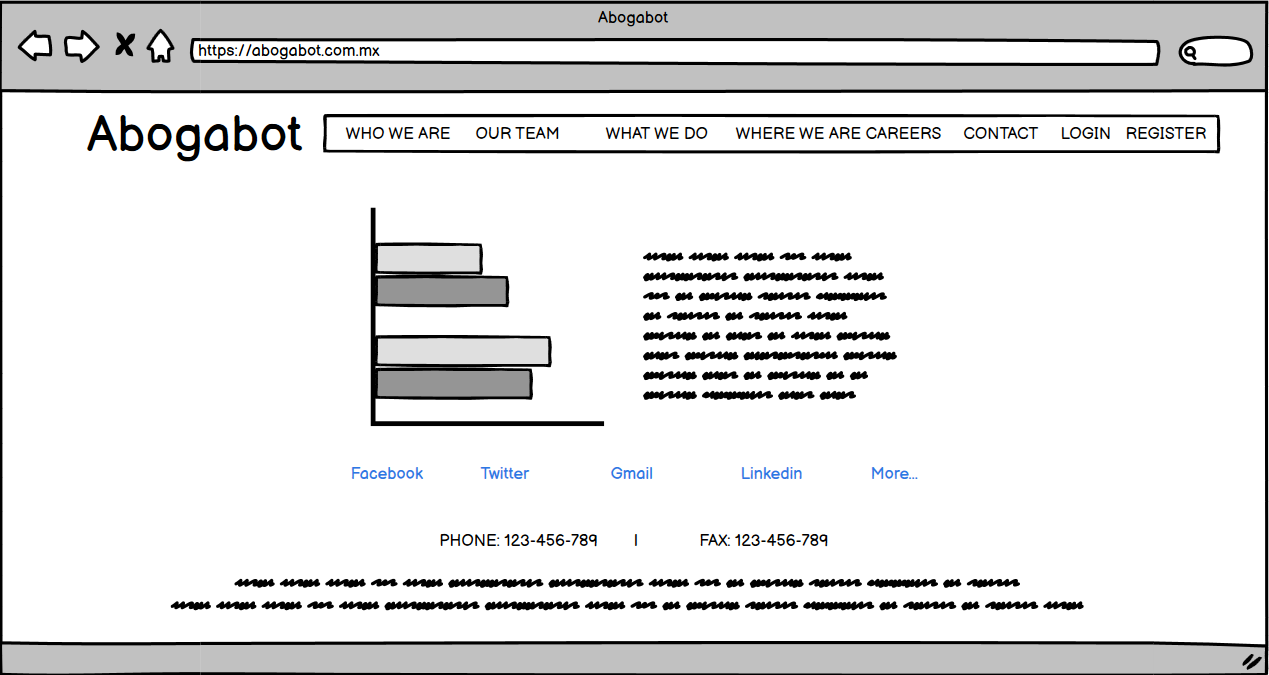 Abogabot
https://abogabot.com.mx
Abogabot
WHO WE ARE OUR TEAM WHAT WE DO WHERE WE ARE CAREERS CONTACT LOGIN REGISTER
Facebook Twitter Gmail Linkedin More...
PHONE: 123-456-789 | FAX: 123-456-789